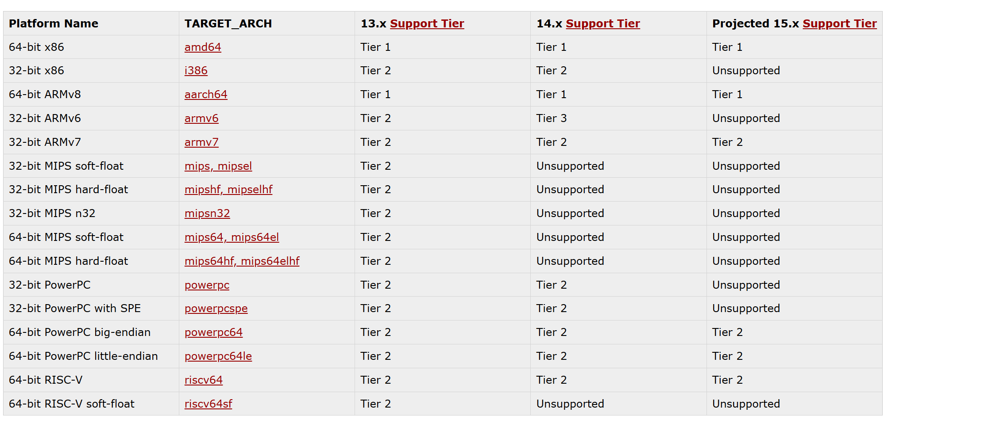 Platform Name TARGET_ARCH 13.x Support Tier 14.x Support Tier Projected 15.x Support Tier
64-bit x86 amd64 Tier 1 Tier 1 Tier 1
32-bit x86 i386 Tier 2 Tier 2 Unsupported
64-bit ARMv8 aarch64 Tier 1 Tier 1 Tier 1
32-bit ARMv6 armv6 Tier 2 Tier 3 Unsupported
32-bit ARMv7 armv7 Tier 2 Tier 2 Tier 2
32-bit MIPS soft-float mips, mipsel Tier 2 Unsupported Unsupported
32-bit MIPS hard-float mipshf, mipselhf Tier 2 Unsupported Unsupported
32-bit MIPS n32 mipsn32 Tier 2 Unsupported Unsupported
64-bit MIPS soft-float mips64, mips64el Tier 2 Unsupported Unsupported
64-bit MIPS hard-float mips64hf, mips64elhf Tier 2 Unsupported Unsupported
32-bit PowerPC powerpc Tier 2 Tier 2 Unsupported
32-bit PowerPC with SPE powerpcspe Tier 2 Tier 2 Unsupported
64-bit PowerPC big-endian powerpc64 Tier 2 Tier 2 Tier 2
64-bit PowerPC little-endian powerpc64le Tier 2 Tier 2 Tier 2
64-bit RISC-V riscv64 Tier 2 Tier 2 Tier 2
64-bit RISC-V soft-float riscv64sf Tier 2 Unsupported Unsupported